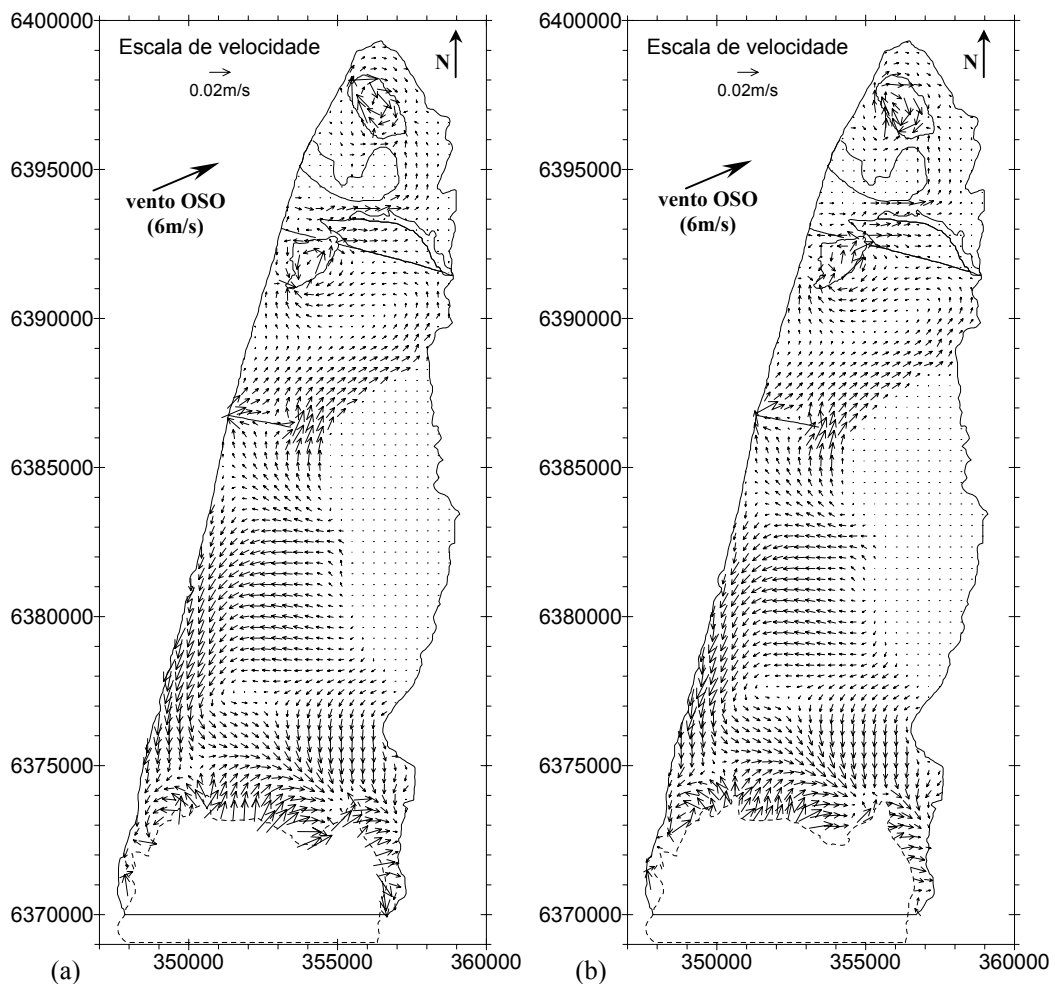 6400000
6395000
6390000
6385000
6380000
6375000
6370000
Escala de velocidade
0.02m/s
N
vento OSO
(6m/s)
(a)
350000 355000 360000
6400000
6395000
6390000
6385000
6380000
6375000
6370000
Escala de velocidade
0.02m/s
N
vento OSO
(6m/s)
(b)
350000 355000 360000